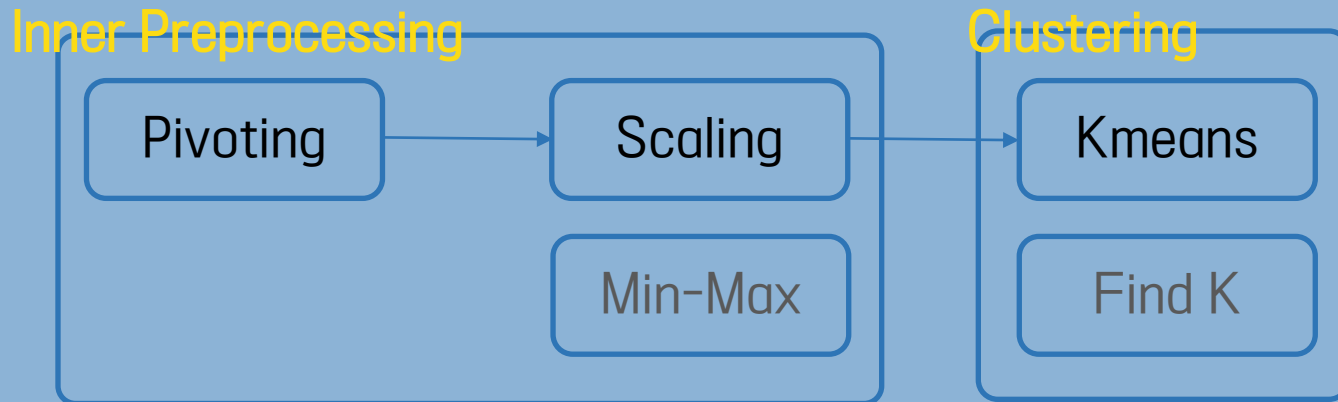 Inner Preprocessing
Clustering
Pivoting
Scaling
Kmeans
Min-Max
Find K